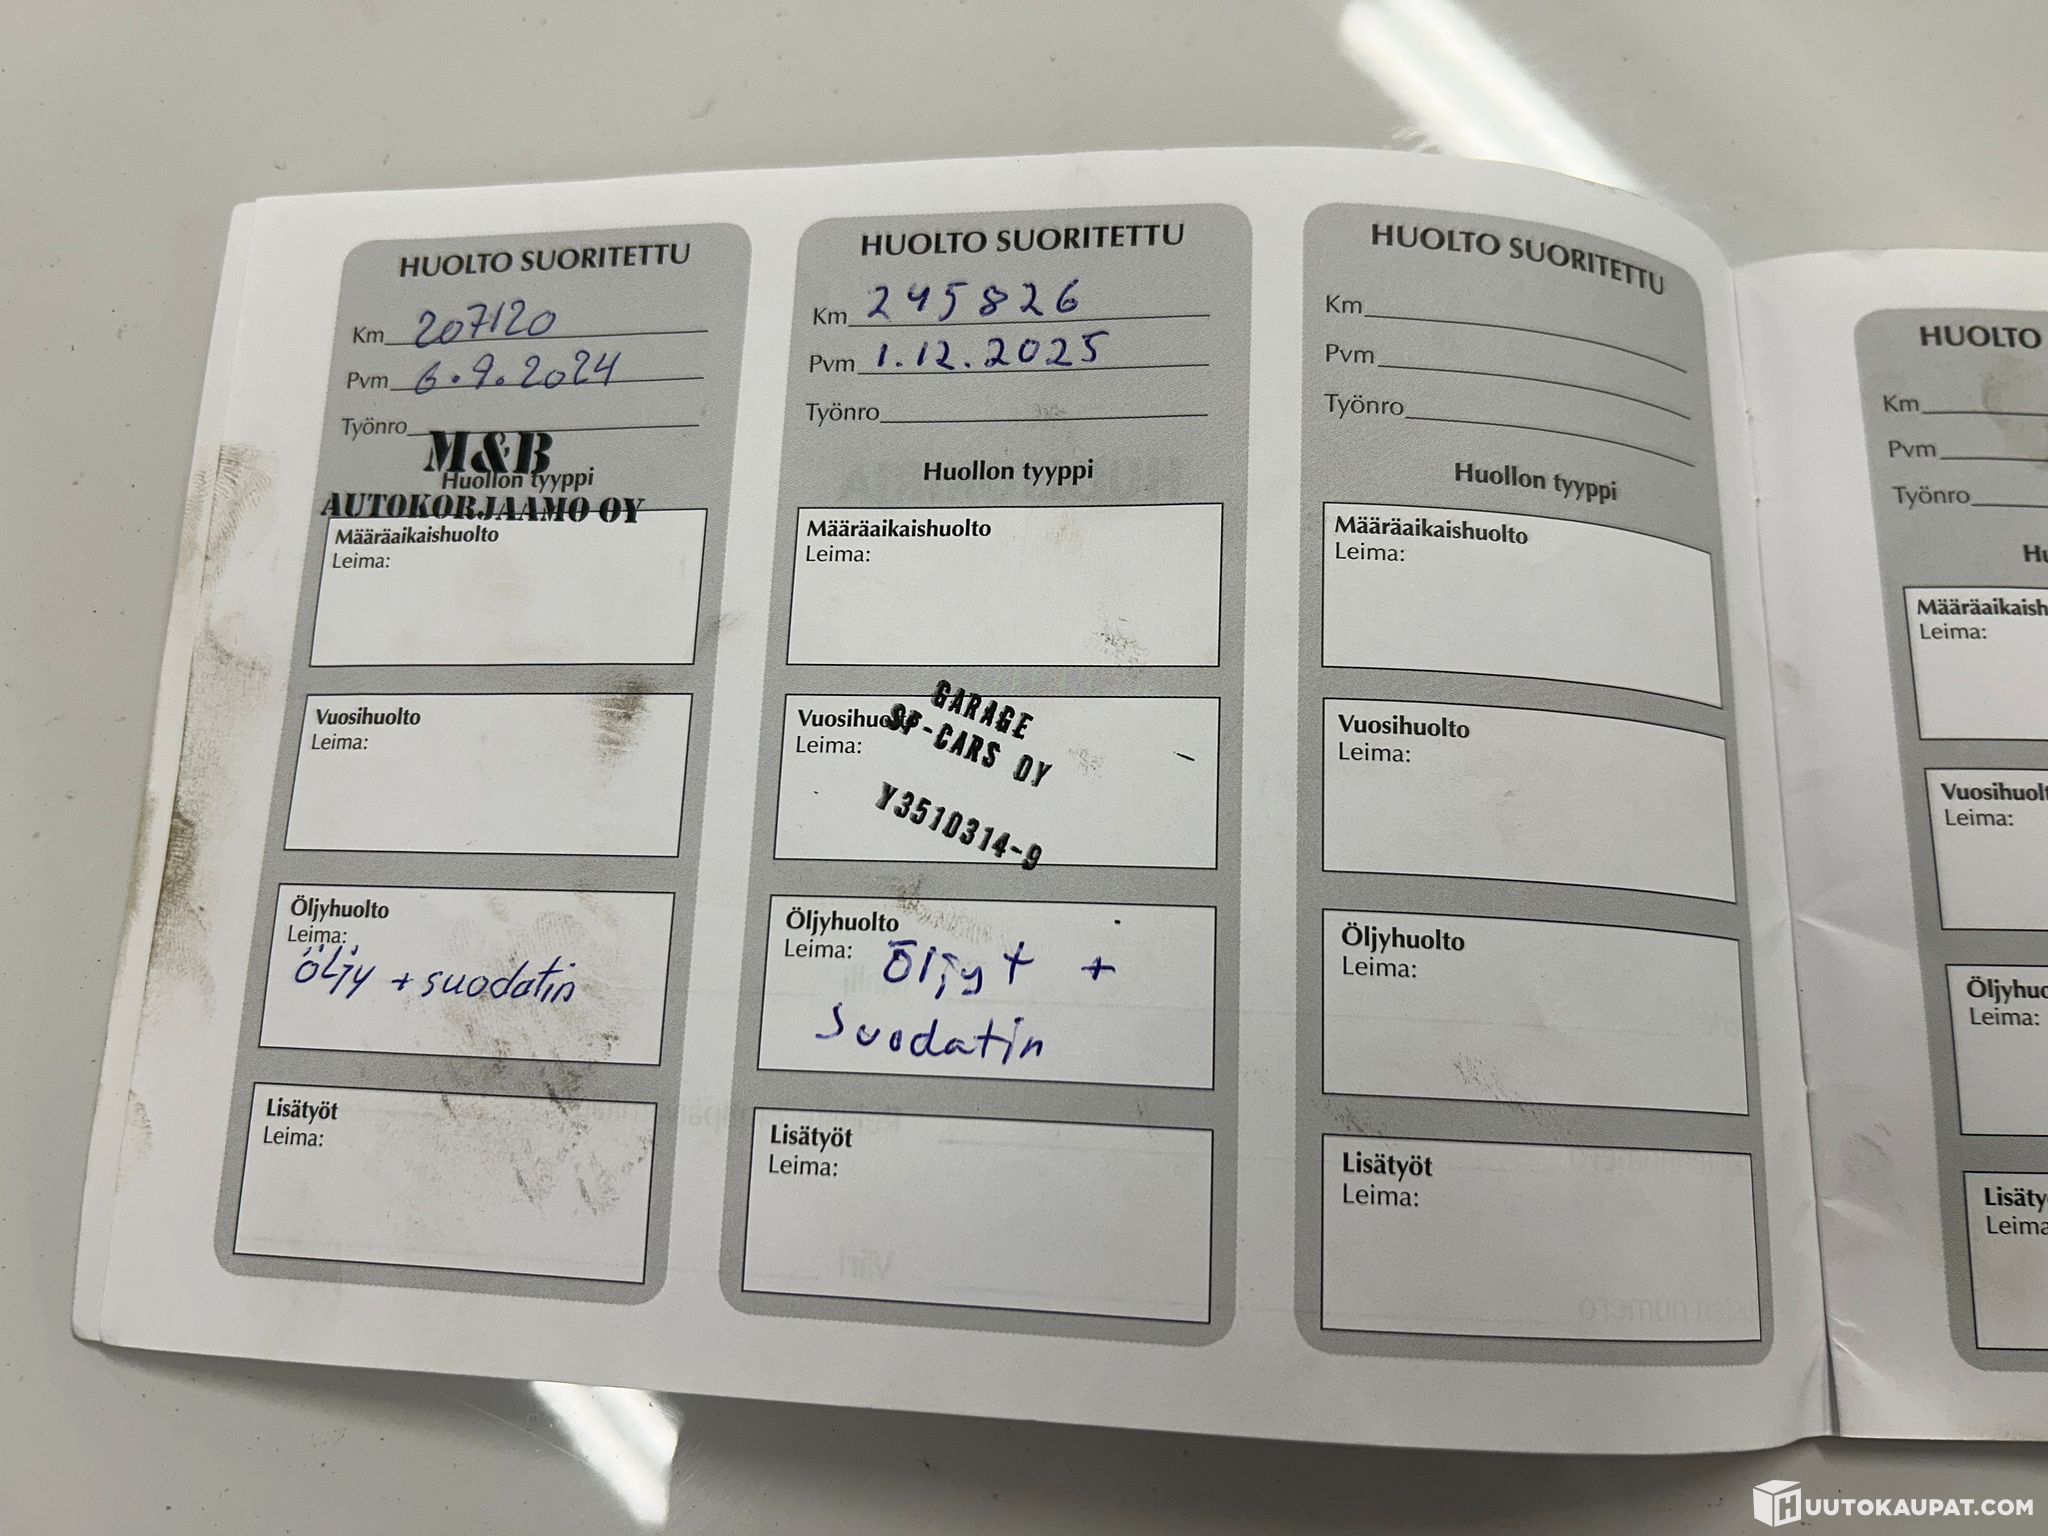 HUOLTO SUORITETTU
Km 207120
Pvm 6.9.2024
Työnro
M&B
Huollon tyyppi
AUTOKORJAAMO OY
Määräaikaishuolto
Leima:
Vuosihuolto
Leima:
Öljyhuolto
Leima:
öljy + suodatin
Lisätyöt
Leima:
HUOLTO SUORITETTU
Km 245826
Pvm 1.12.2025
Työnro
Huollon tyyppi
Määräaikaishuolto
Leima:
Vuosihuolto
Leima:
GARAGE
SF-CARS OY
Y3510314-9
Öljyhuolto
Leima:
Öljyt +
Suodatin
Lisätyöt
Leima:
HUOLTO SUORITETTU
Km
Pvm
Työnro
Huollon tyyppi
Määräaikaishuolto
Leima:
Vuosihuolto
Leima:
Öljyhuolto
Leima:
Lisätyöt
Leima:
HUOLTO
Km
Pvm
Työnro
Hu
Määräaikaish
Leima:
Vuosihuolt
Leima:
Öljyhuo
Leima:
Lisäty
Leima
HUUTOKAUPAT.COM